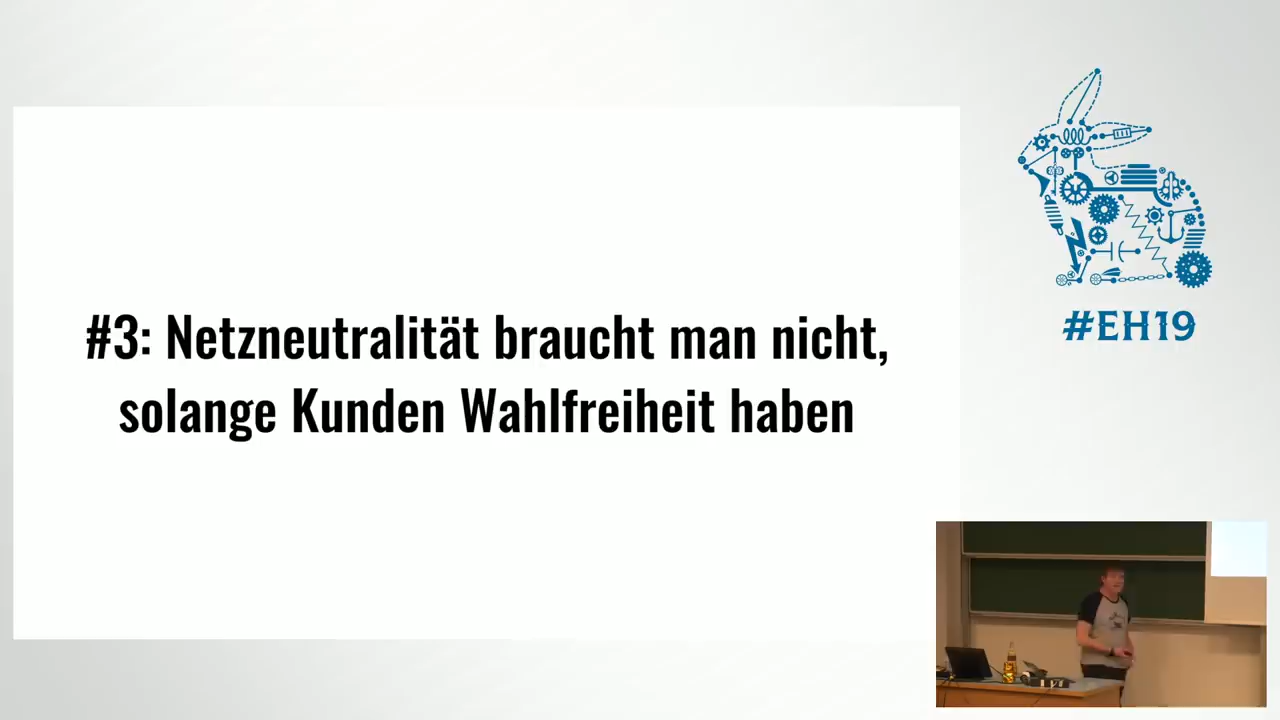 #3: Netzneutralität braucht man nicht,
solange Kunden Wahlfreiheit haben
#EH19